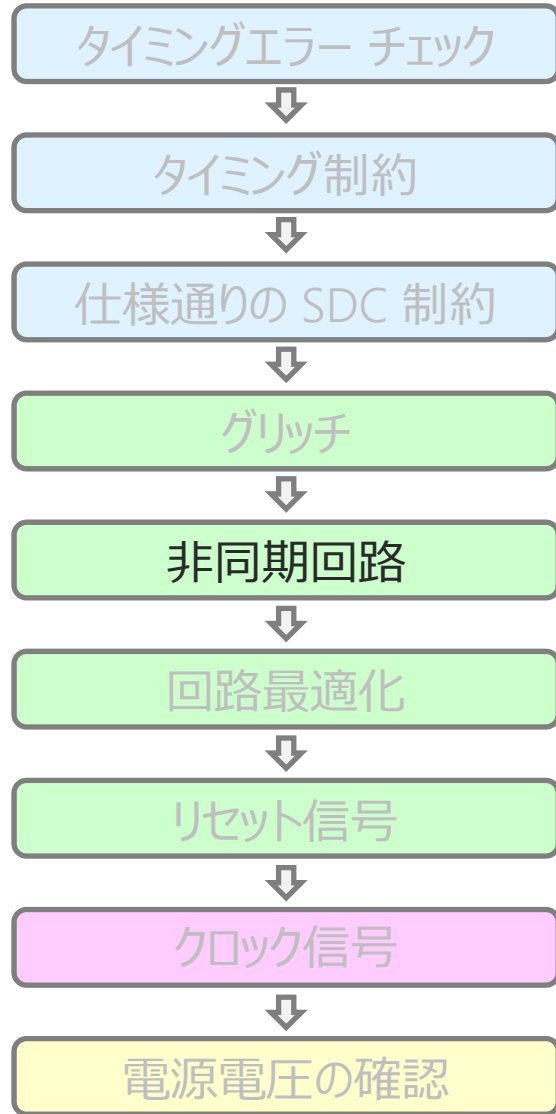 タイミングエラー チェック
タイミング制約
仕様通りの SDC 制約
グリッチ
非同期回路
回路最適化
リセット信号
クロック信号
電源電圧の確認